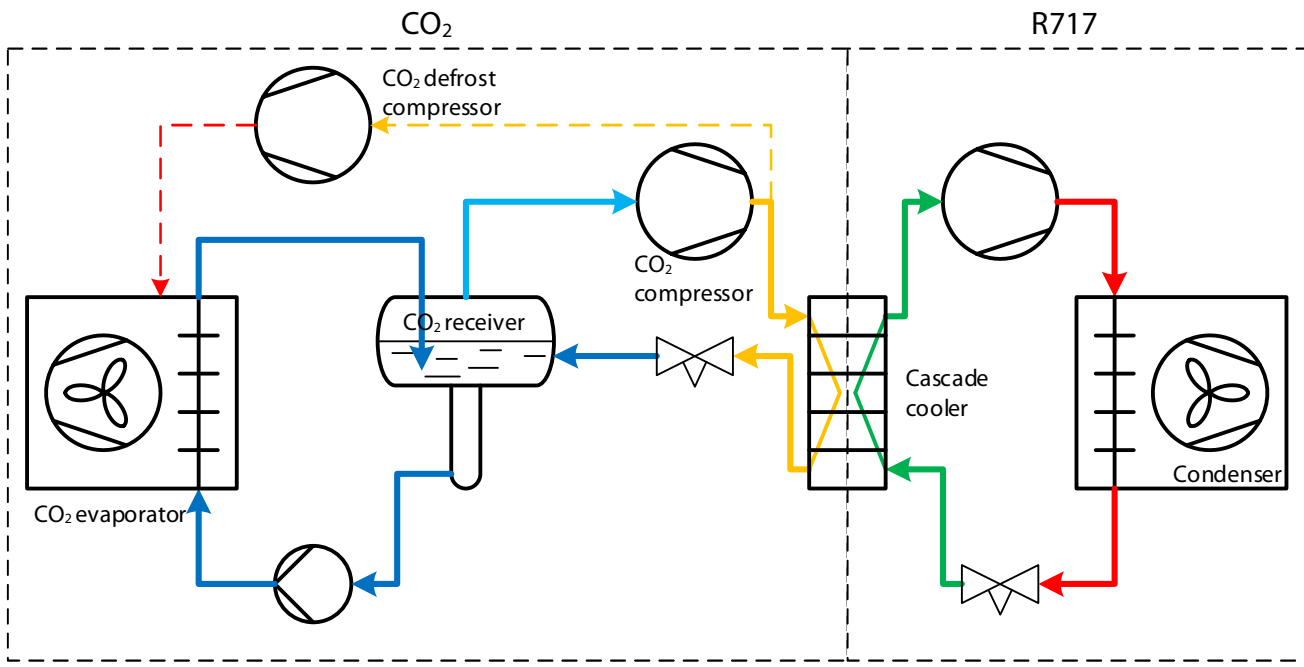 CO₂
R717
CO₂ defrost
compressor
CO₂
compressor
CO₂ receiver
Cascade
cooler
Condenser
CO₂ evaporator